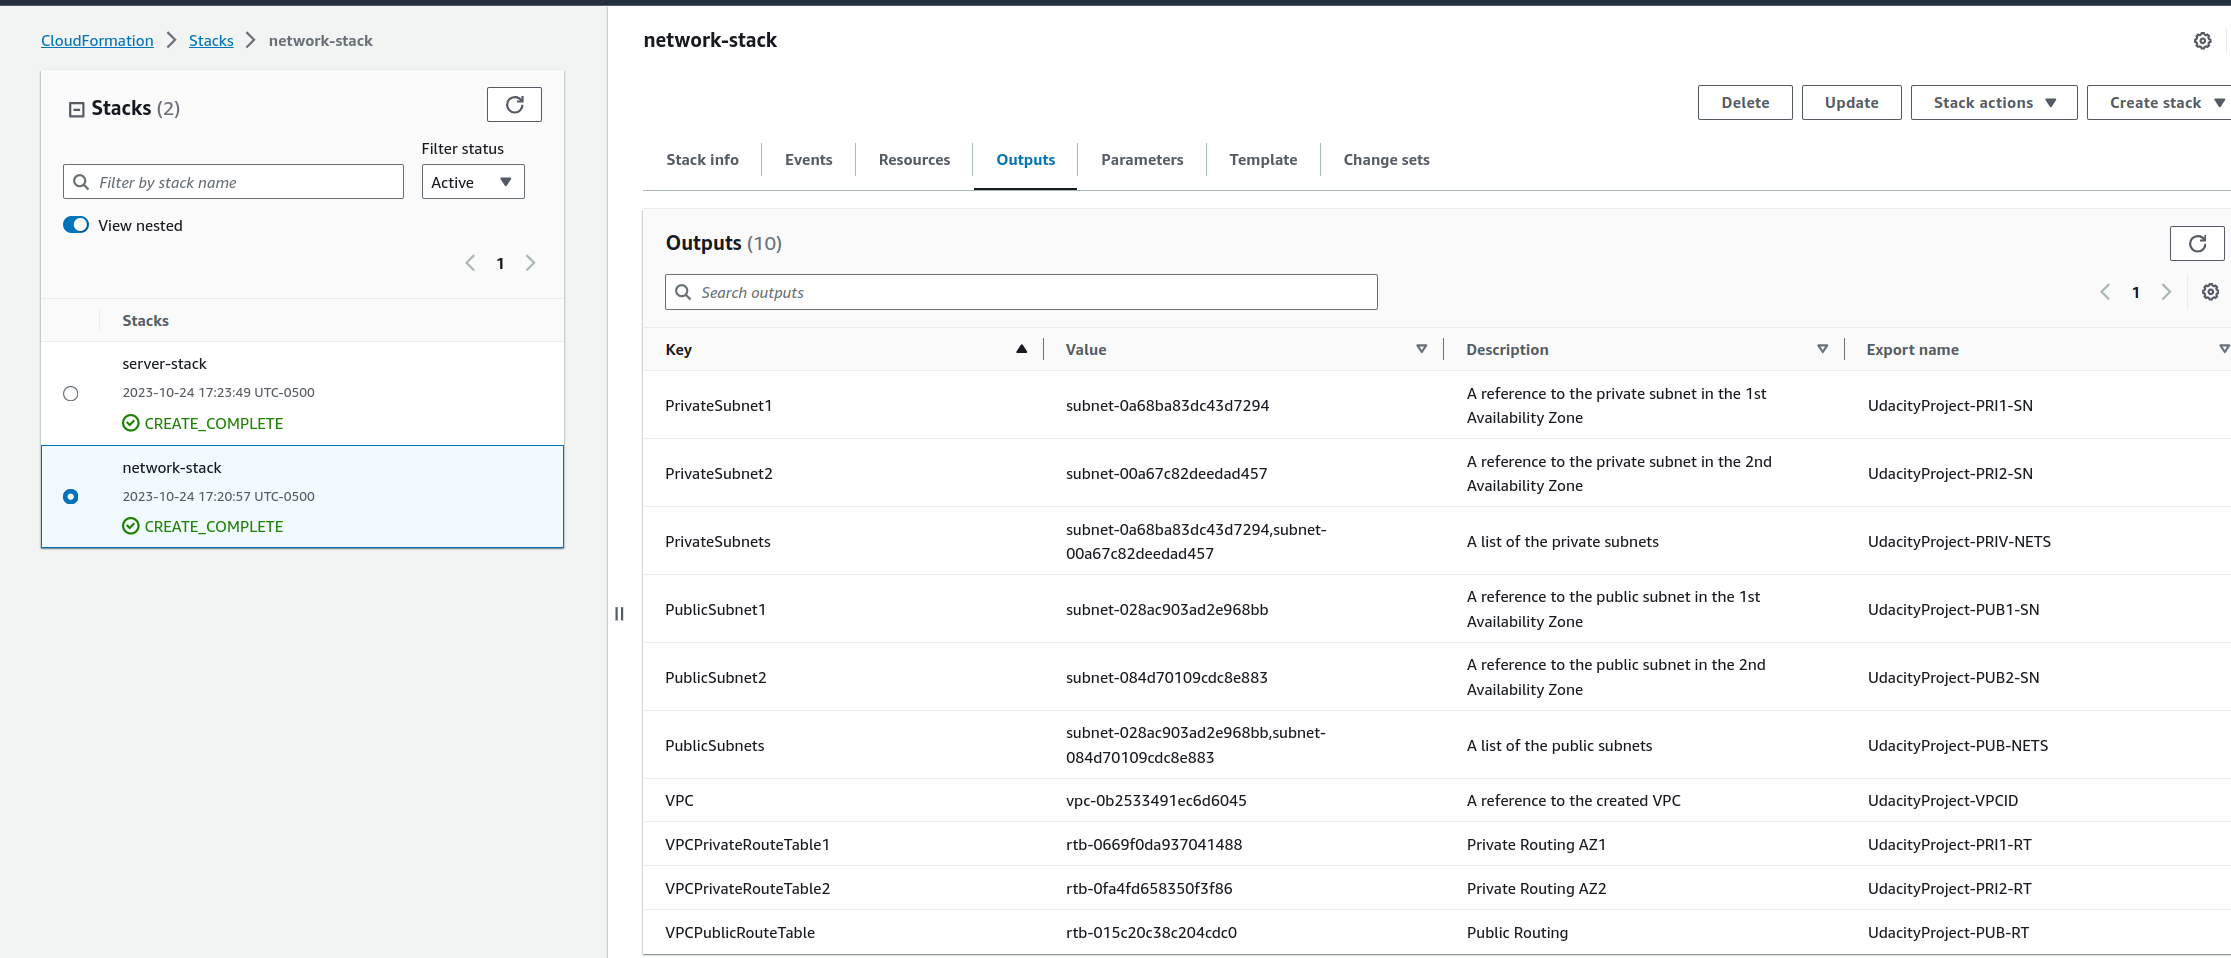 CloudFormation > Stacks > network-stack
Stacks (2)
Filter status
Filter by stack name
Active
View nested
1
Stacks
server-stack
2023-10-24 17:23:49 UTC-0500
CREATE_COMPLETE
network-stack
2023-10-24 17:20:57 UTC-0500
CREATE_COMPLETE
network-stack
Delete Update Stack actions Create stack
Stack info Events Resources Outputs Parameters Template Change sets
Outputs (10)
Search outputs
1
Key Value Description Export name
PrivateSubnet1 subnet-0a68ba83dc43d7294 A reference to the private subnet in the 1st
Availability Zone UdacityProject-PRI1-SN
PrivateSubnet2 subnet-00a67c82deedad457 A reference to the private subnet in the 2nd
Availability Zone UdacityProject-PRI2-SN
PrivateSubnets subnet-0a68ba83dc43d7294,subnet-
00a67c82deedad457 A list of the private subnets UdacityProject-PRIV-NETS
PublicSubnet1 subnet-028ac903ad2e968bb A reference to the public subnet in the 1st
Availability Zone UdacityProject-PUB1-SN
PublicSubnet2 subnet-084d70109cdc8e883 A reference to the public subnet in the 2nd
Availability Zone UdacityProject-PUB2-SN
PublicSubnets subnet-028ac903ad2e968bb,subnet-
084d70109cdc8e883 A list of the public subnets UdacityProject-PUB-NETS
VPC vpc-0b2533491ec6d6045 A reference to the created VPC UdacityProject-VPCID
VPCPrivateRouteTable1 rtb-0669f0da937041488 Private Routing AZ1 UdacityProject-PRI1-RT
VPCPrivateRouteTable2 rtb-0fa4fd658350f3f86 Private Routing AZ2 UdacityProject-PRI2-RT
VPCPublicRouteTable rtb-015c20c38c204cdc0 Public Routing UdacityProject-PUB-RT